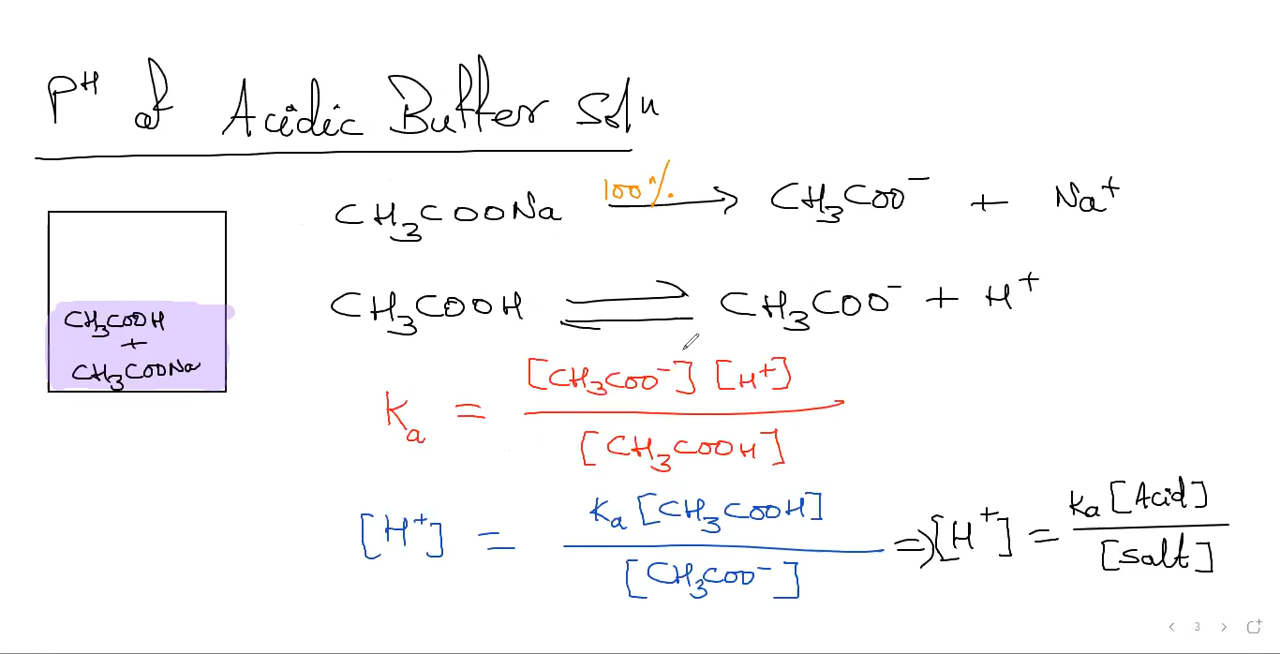 pH of Acidic Buffer Soln
CH₃COONa 100% → CH₃COO⁻ + Na⁺
CH₃COOH ⇌ CH₃COO⁻ + H⁺
CH₃COOH
+
CH₃COONa
Kₐ = [CH₃COO⁻] [H⁺] / [CH₃COOH]
[H⁺] = Kₐ [CH₃COOH] / [CH₃COO⁻] ⇒ [H⁺] = Kₐ [Acid] / [Salt]
< 3 >